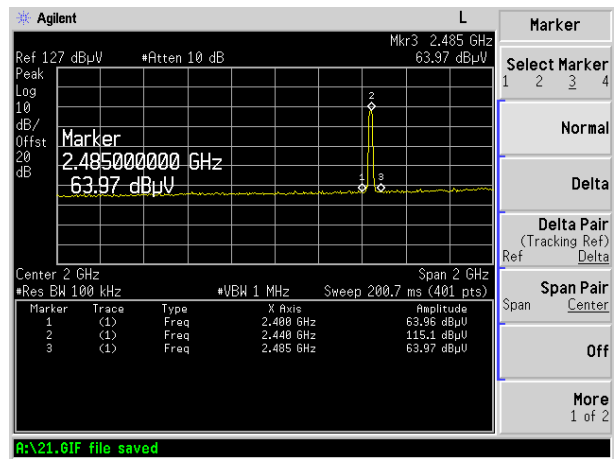 Agilent L
Mkr3 2.485 GHz
Ref 127 dBµV #Atten 10 dB 63.97 dBµV
Peak
Log
10
dB/
Offst
20
dB
2
1 3
Marker
2.485000000 GHz
63.97 dBµV
Center 2 GHz Span 2 GHz
#Res BW 100 kHz #VBW 1 MHz Sweep 200.7 ms (401 pts)
Marker Trace Type X Axis Amplitude
1 (1) Freq 2.400 GHz 63.96 dBµV
2 (1) Freq 2.440 GHz 115.1 dBµV
3 (1) Freq 2.485 GHz 63.97 dBµV
A:\21.GIF file saved
Marker
Select Marker
1 2 3 4
Normal
Delta
Delta Pair
(Tracking Ref)
Ref Delta
Span Pair
Span Center
Off
More
1 of 2